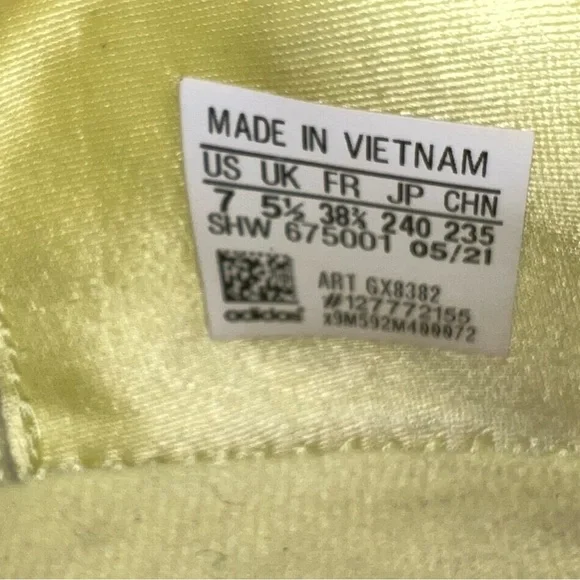 MADE IN VIETNAM
US UK FR JP CHN
7 5½ 38⅔ 240 235
SHW 675001 05/21
ART GX8382
#127772155
adidas